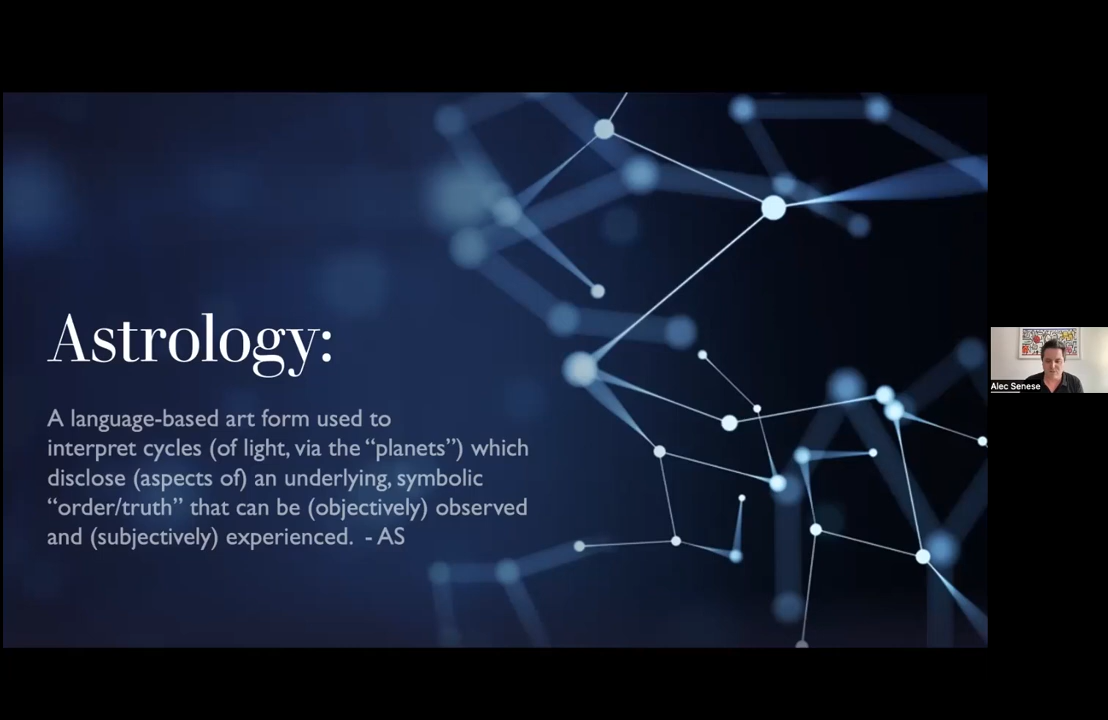 Astrology:
A language-based art form used to
interpret cycles (of light, via the “planets”) which
disclose (aspects of) an underlying, symbolic
“order/truth” that can be (objectively) observed
and (subjectively) experienced. - AS
Alec Senese